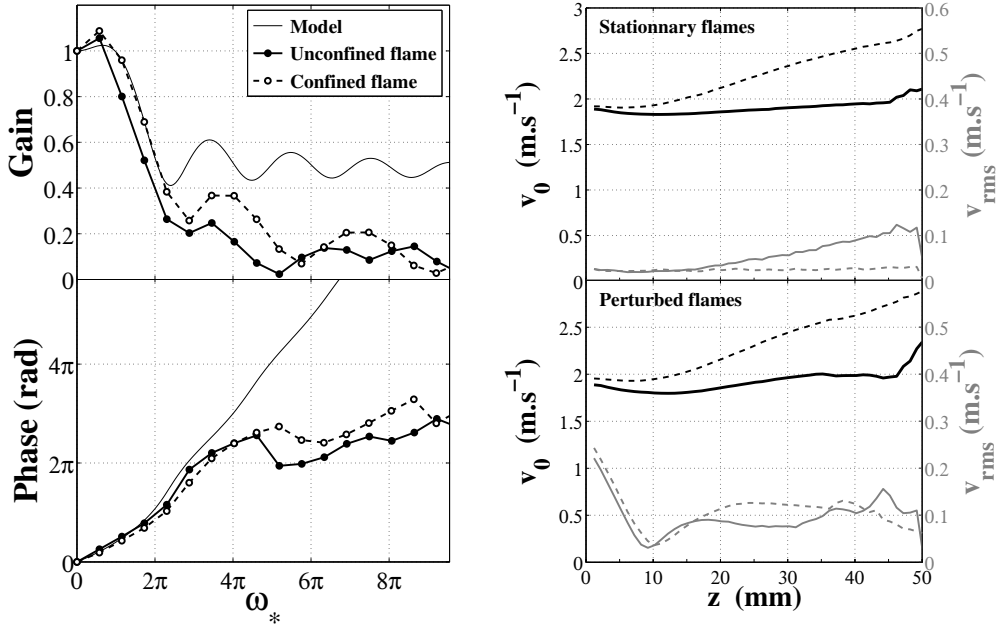 Gain
1
0.8
0.6
0.4
0.2
0
Model
Unconfined flame
Confined flame
Phase (rad)
4π
2π
0
0 2π 4π 6π 8π
ω*
Stationnary flames
v0 (m.s−1)
3
2.5
2
1.5
1
0.5
0
vrms (m.s−1)
0.6
0.5
0.4
0.3
0.2
0.1
0
Perturbed flames
v0 (m.s−1)
2.5
2
1.5
1
0.5
0
vrms (m.s−1)
0.5
0.4
0.3
0.2
0.1
0
0 10 20 30 40 50
z (mm)